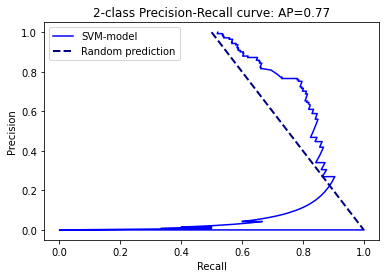 2-class Precision-Recall curve: AP=0.77
SVM-model
Random prediction
Precision
1.0
0.8
0.6
0.4
0.2
0.0
0.0 0.2 0.4 0.6 0.8 1.0
Recall